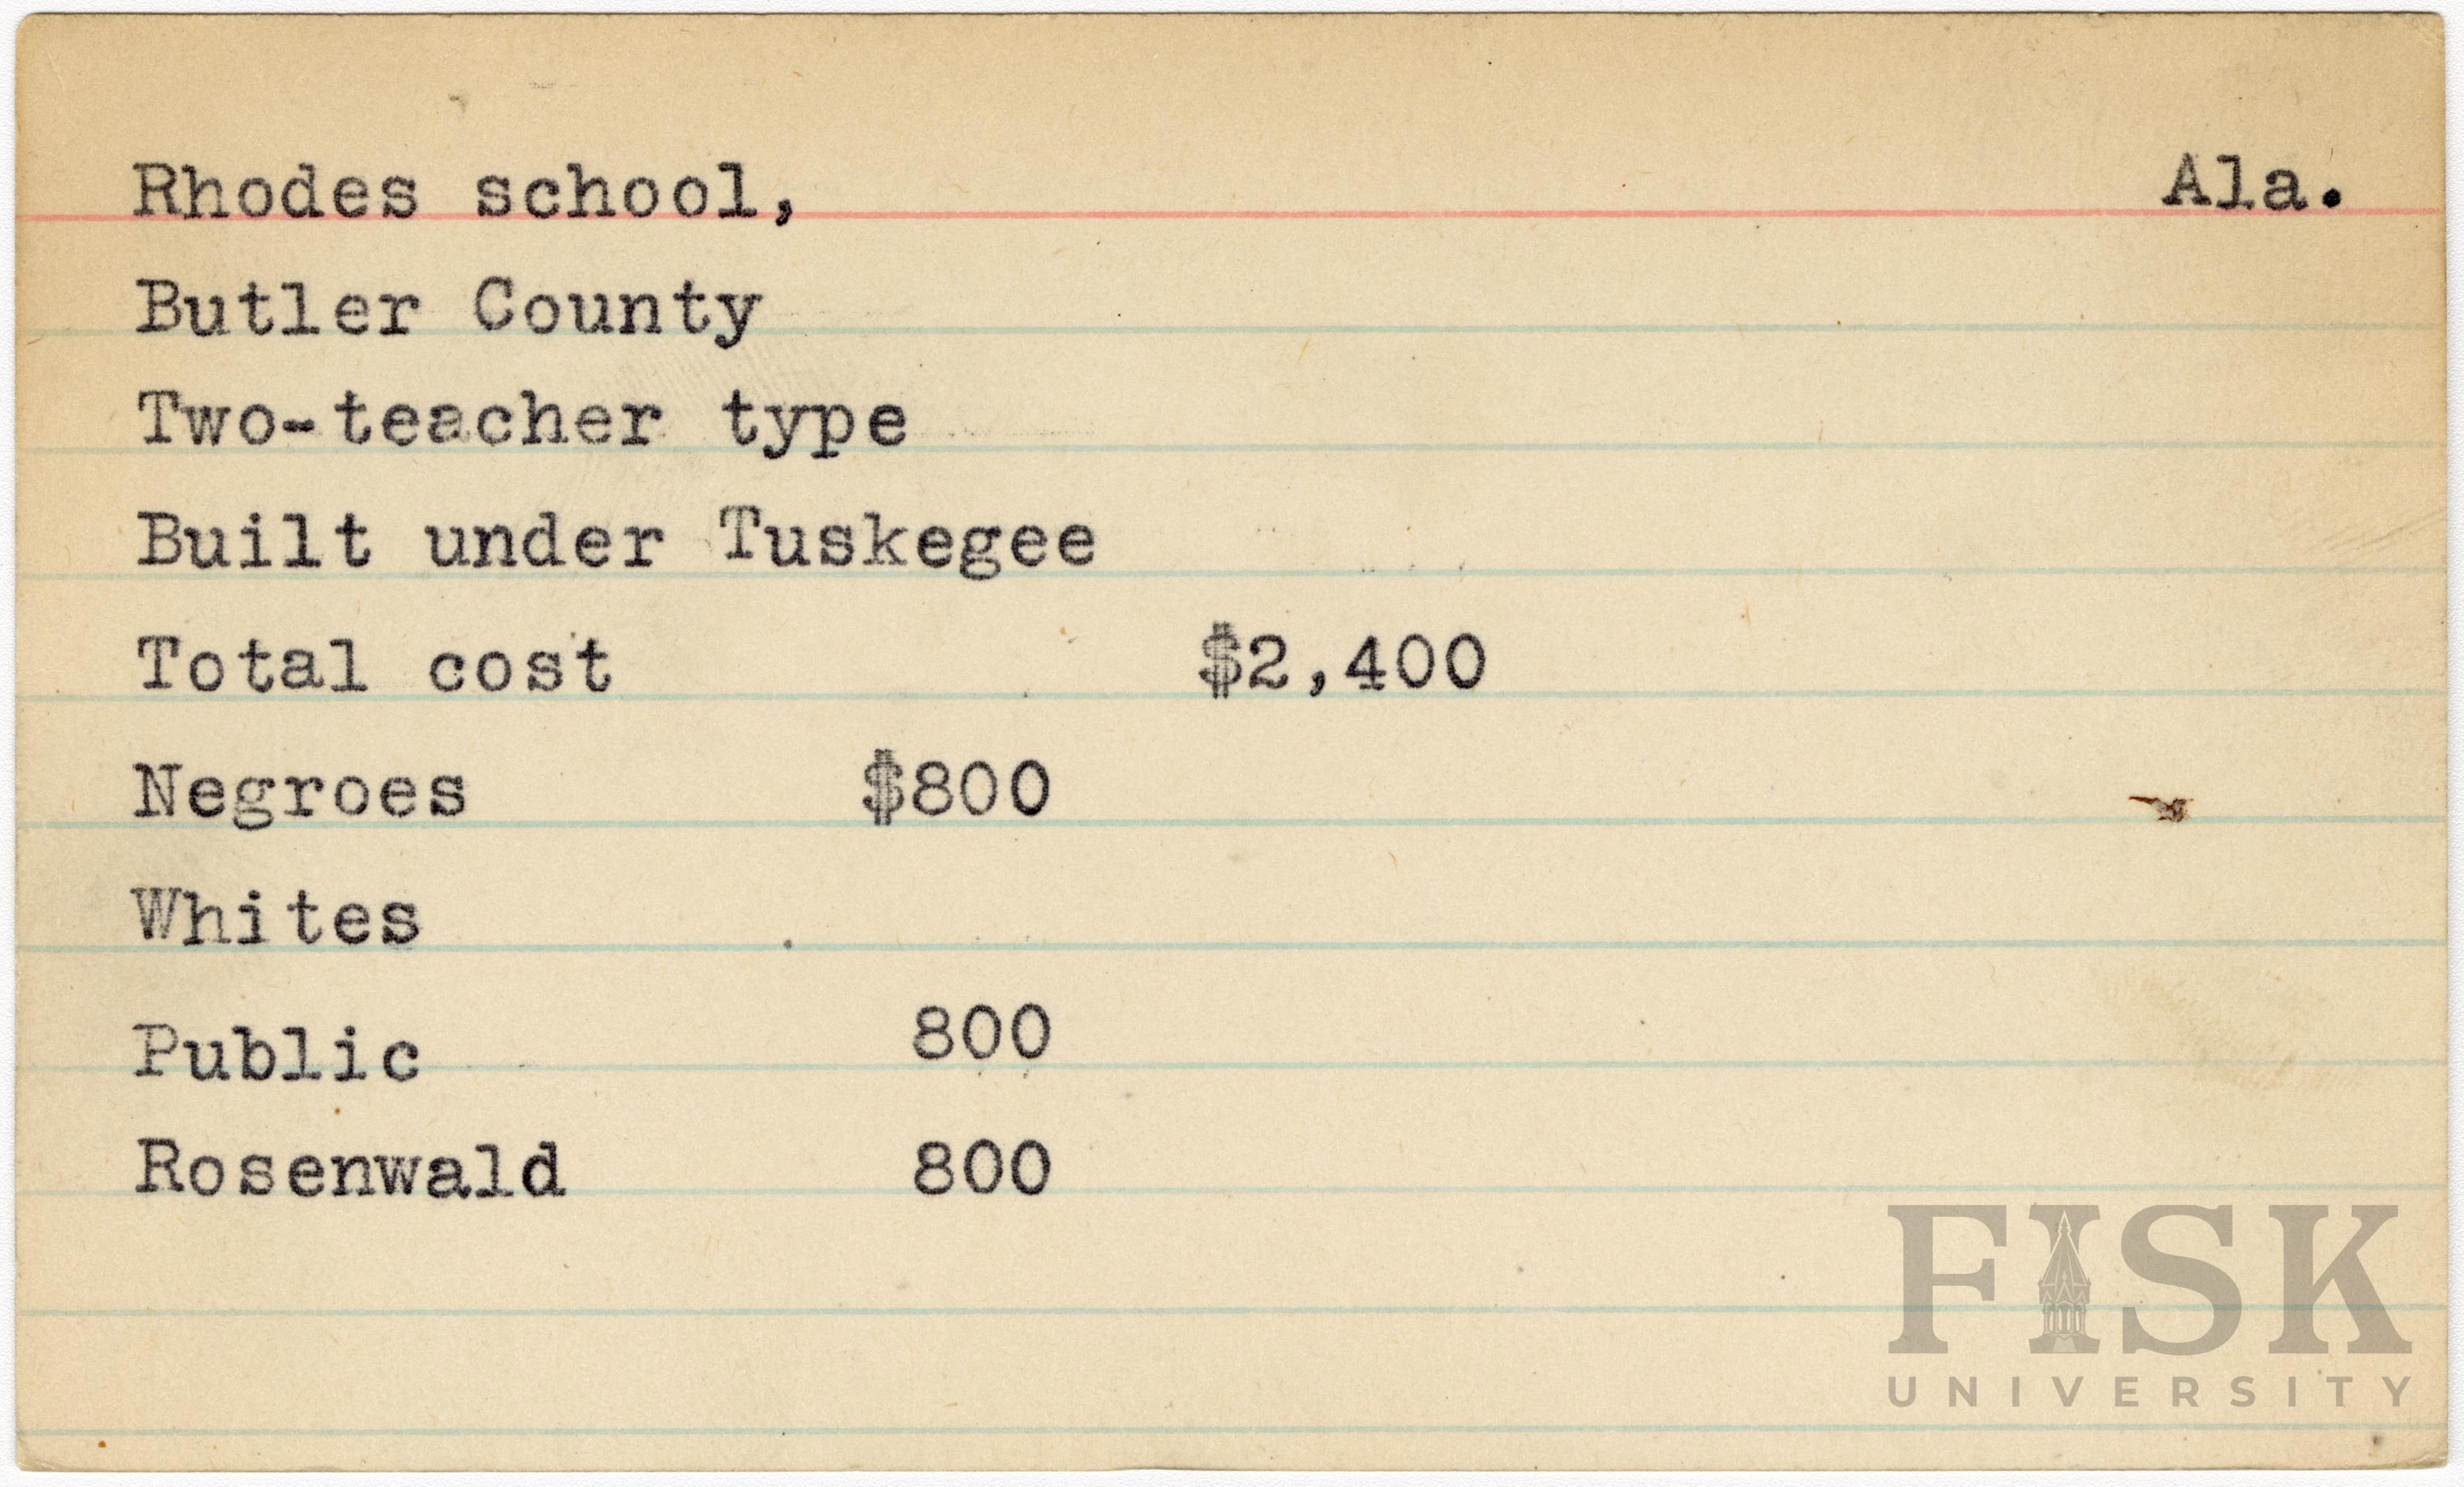 Rhodes school, Ala.
Butler County
Two-teacher type
Built under Tuskegee
Total cost $2,400
Negroes $800
Whites
Public 800
Rosenwald 800
FISK
UNIVERSITY